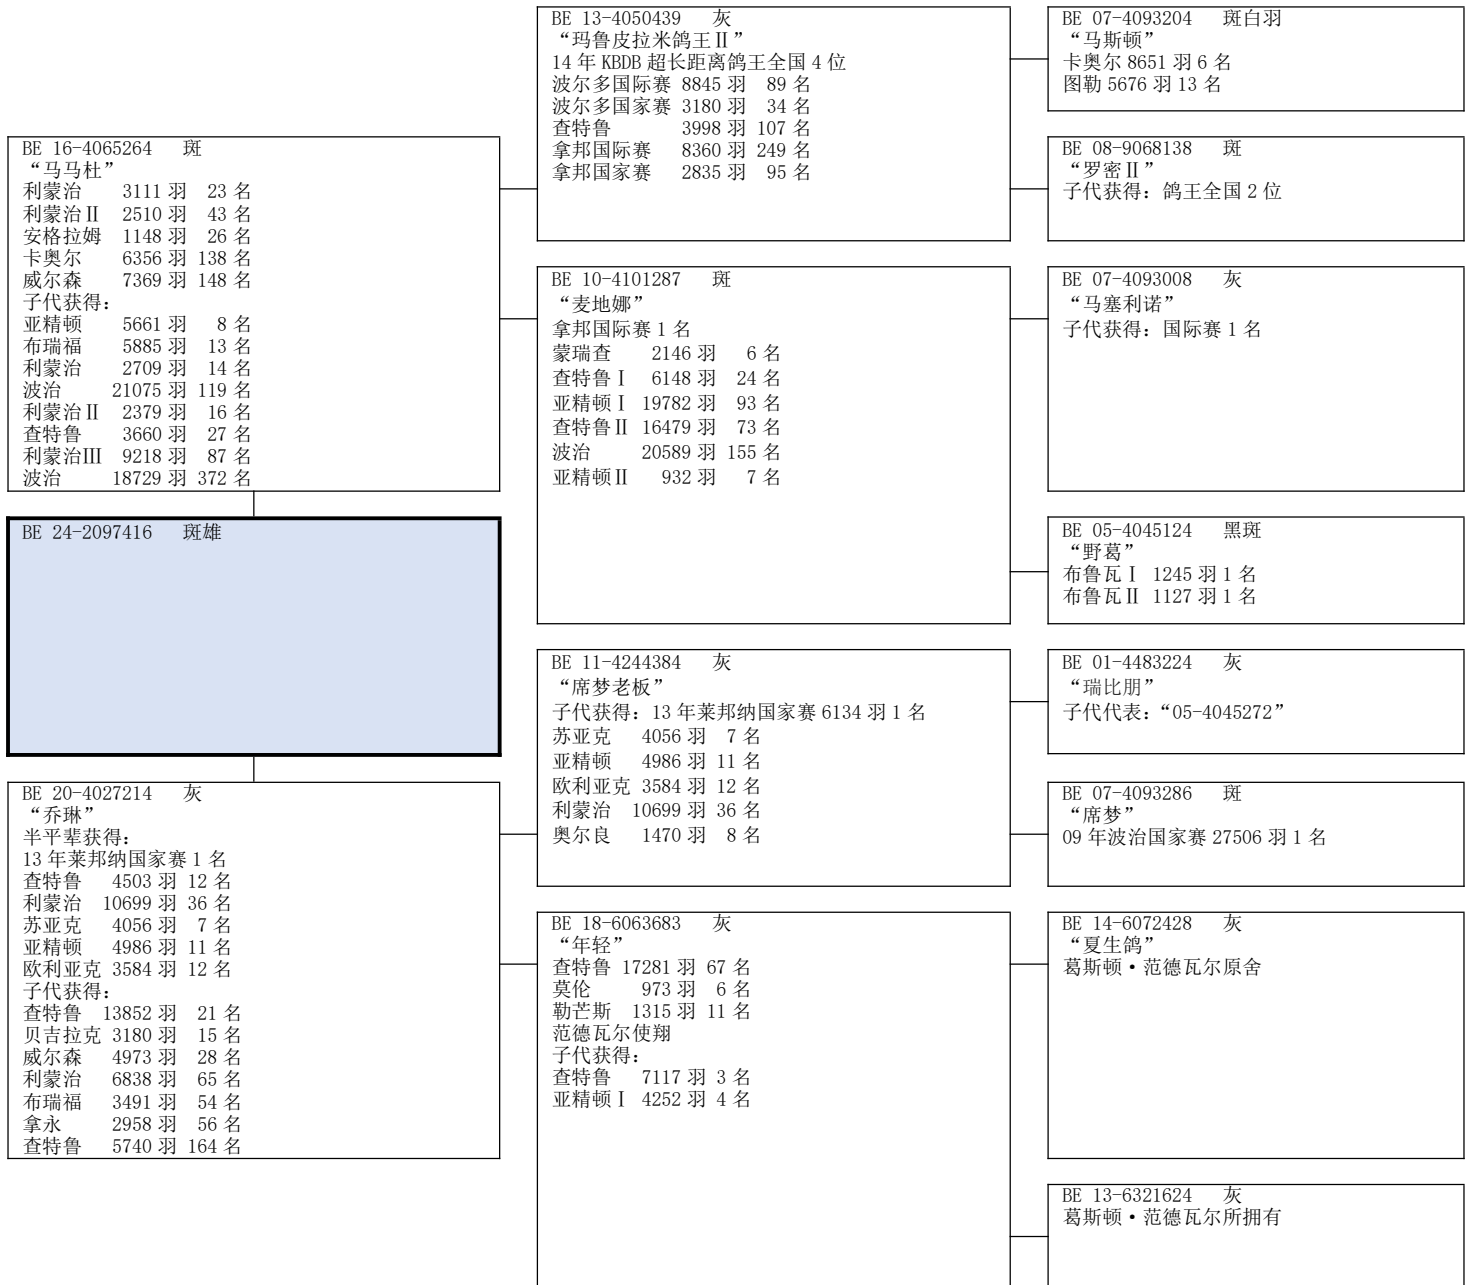 BE 16-4065264 斑
“马马杜”
利蒙治 3111 羽 23 名
利蒙治Ⅱ 2510 羽 43 名
安格拉姆 1148 羽 26 名
卡奥尔 6356 羽 138 名
威尔森 7369 羽 148 名
子代获得：
亚精顿 5661 羽 8 名
布瑞福 5885 羽 13 名
利蒙治 2709 羽 14 名
波治 21075 羽 119 名
利蒙治Ⅱ 2379 羽 16 名
查特鲁 3660 羽 27 名
利蒙治Ⅲ 9218 羽 87 名
波治 18729 羽 372 名
BE 24-2097416 斑雄
BE 20-4027214 灰
“乔琳”
半平辈获得：
13 年莱邦纳国家赛 1 名
查特鲁 4503 羽 12 名
利蒙治 10699 羽 36 名
苏亚克 4056 羽 7 名
亚精顿 4986 羽 11 名
欧利亚克 3584 羽 12 名
子代获得：
查特鲁 13852 羽 21 名
贝吉拉克 3180 羽 15 名
威尔森 4973 羽 28 名
利蒙治 6838 羽 65 名
布瑞福 3491 羽 54 名
拿永 2958 羽 56 名
查特鲁 5740 羽 164 名
BE 13-4050439 灰
“玛鲁皮拉米鸽王Ⅱ”
14 年 KBDB 超长距离鸽王全国 4 位
波尔多国际赛 8845 羽 89 名
波尔多国家赛 3180 羽 34 名
查特鲁 3998 羽 107 名
拿邦国际赛 8360 羽 249 名
拿邦国家赛 2835 羽 95 名
BE 10-4101287 斑
“麦地娜”
拿邦国际赛 1 名
蒙瑞查 2146 羽 6 名
查特鲁Ⅰ 6148 羽 24 名
亚精顿Ⅰ 19782 羽 93 名
查特鲁Ⅱ 16479 羽 73 名
波治 20589 羽 155 名
亚精顿Ⅱ 932 羽 7 名
BE 11-4244384 灰
“席梦老板”
子代获得：13 年莱邦纳国家赛 6134 羽 1 名
苏亚克 4056 羽 7 名
亚精顿 4986 羽 11 名
欧利亚克 3584 羽 12 名
利蒙治 10699 羽 36 名
奥尔良 1470 羽 8 名
BE 18-6063683 灰
“年轻”
查特鲁 17281 羽 67 名
莫伦 973 羽 6 名
勒芒斯 1315 羽 11 名
范德瓦尔使翔
子代获得：
查特鲁 7117 羽 3 名
亚精顿Ⅰ 4252 羽 4 名
BE 07-4093204 斑白羽
“马斯顿”
卡奥尔 8651 羽 6 名
图勒 5676 羽 13 名
BE 08-9068138 斑
“罗密Ⅱ”
子代获得：鸽王全国 2 位
BE 07-4093008 灰
“马塞利诺”
子代获得：国际赛 1 名
BE 05-4045124 黑斑
“野葛”
布鲁瓦Ⅰ 1245 羽 1 名
布鲁瓦Ⅱ 1127 羽 1 名
BE 01-4483224 灰
“瑞比朋”
子代代表：“05-4045272”
BE 07-4093286 斑
“席梦”
09 年波治国家赛 27506 羽 1 名
BE 14-6072428 灰
“夏生鸽”
葛斯顿·范德瓦尔原舍
BE 13-6321624 灰
葛斯顿·范德瓦尔所拥有